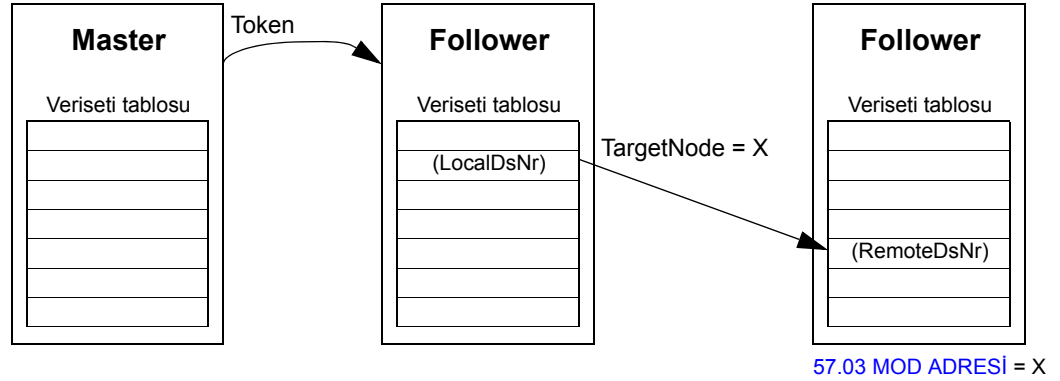 Master
Token
Follower
Follower
Veriseti tablosu
Veriseti tablosu
Veriseti tablosu
(LocalDsNr)
TargetNode = X
(RemoteDsNr)
57.03 MOD ADRESİ = X